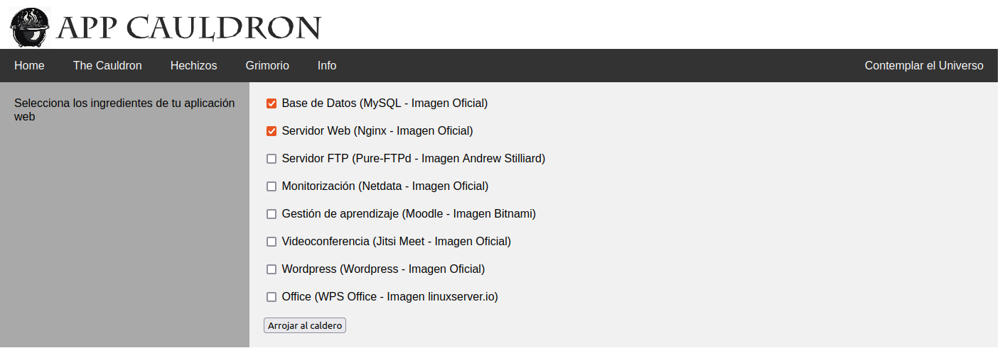 APP CAULDRON
Home The Cauldron Hechizos Grimorio Info Contemplar el Universo
Selecciona los ingredientes de tu aplicación
web
Base de Datos (MySQL - Imagen Oficial)
Servidor Web (Nginx - Imagen Oficial)
Servidor FTP (Pure-FTPd - Imagen Andrew Stilliard)
Monitorización (Netdata - Imagen Oficial)
Gestión de aprendizaje (Moodle - Imagen Bitnami)
Videoconferencia (Jitsi Meet - Imagen Oficial)
Wordpress (Wordpress - Imagen Oficial)
Office (WPS Office - Imagen linuxserver.io)
Arrojar al caldero